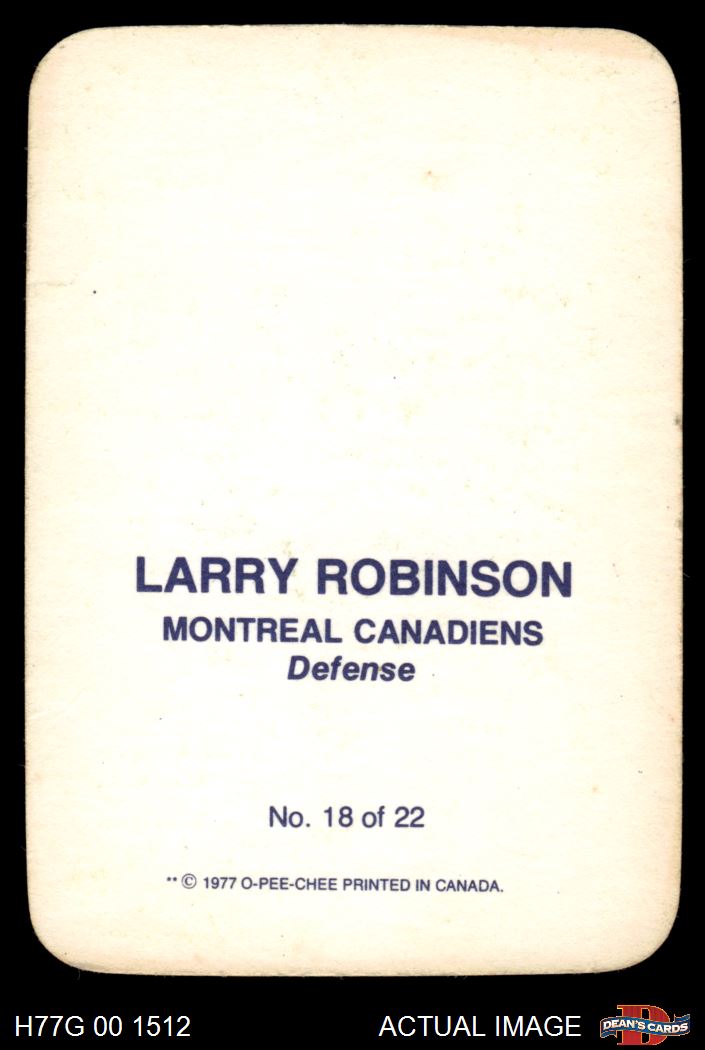 LARRY ROBINSON
MONTREAL CANADIENS
Defense
No. 18 of 22
** © 1977 O-PEE-CHEE PRINTED IN CANADA.
H77G 00 1512
ACTUAL IMAGE
D
DEAN'S CARDS